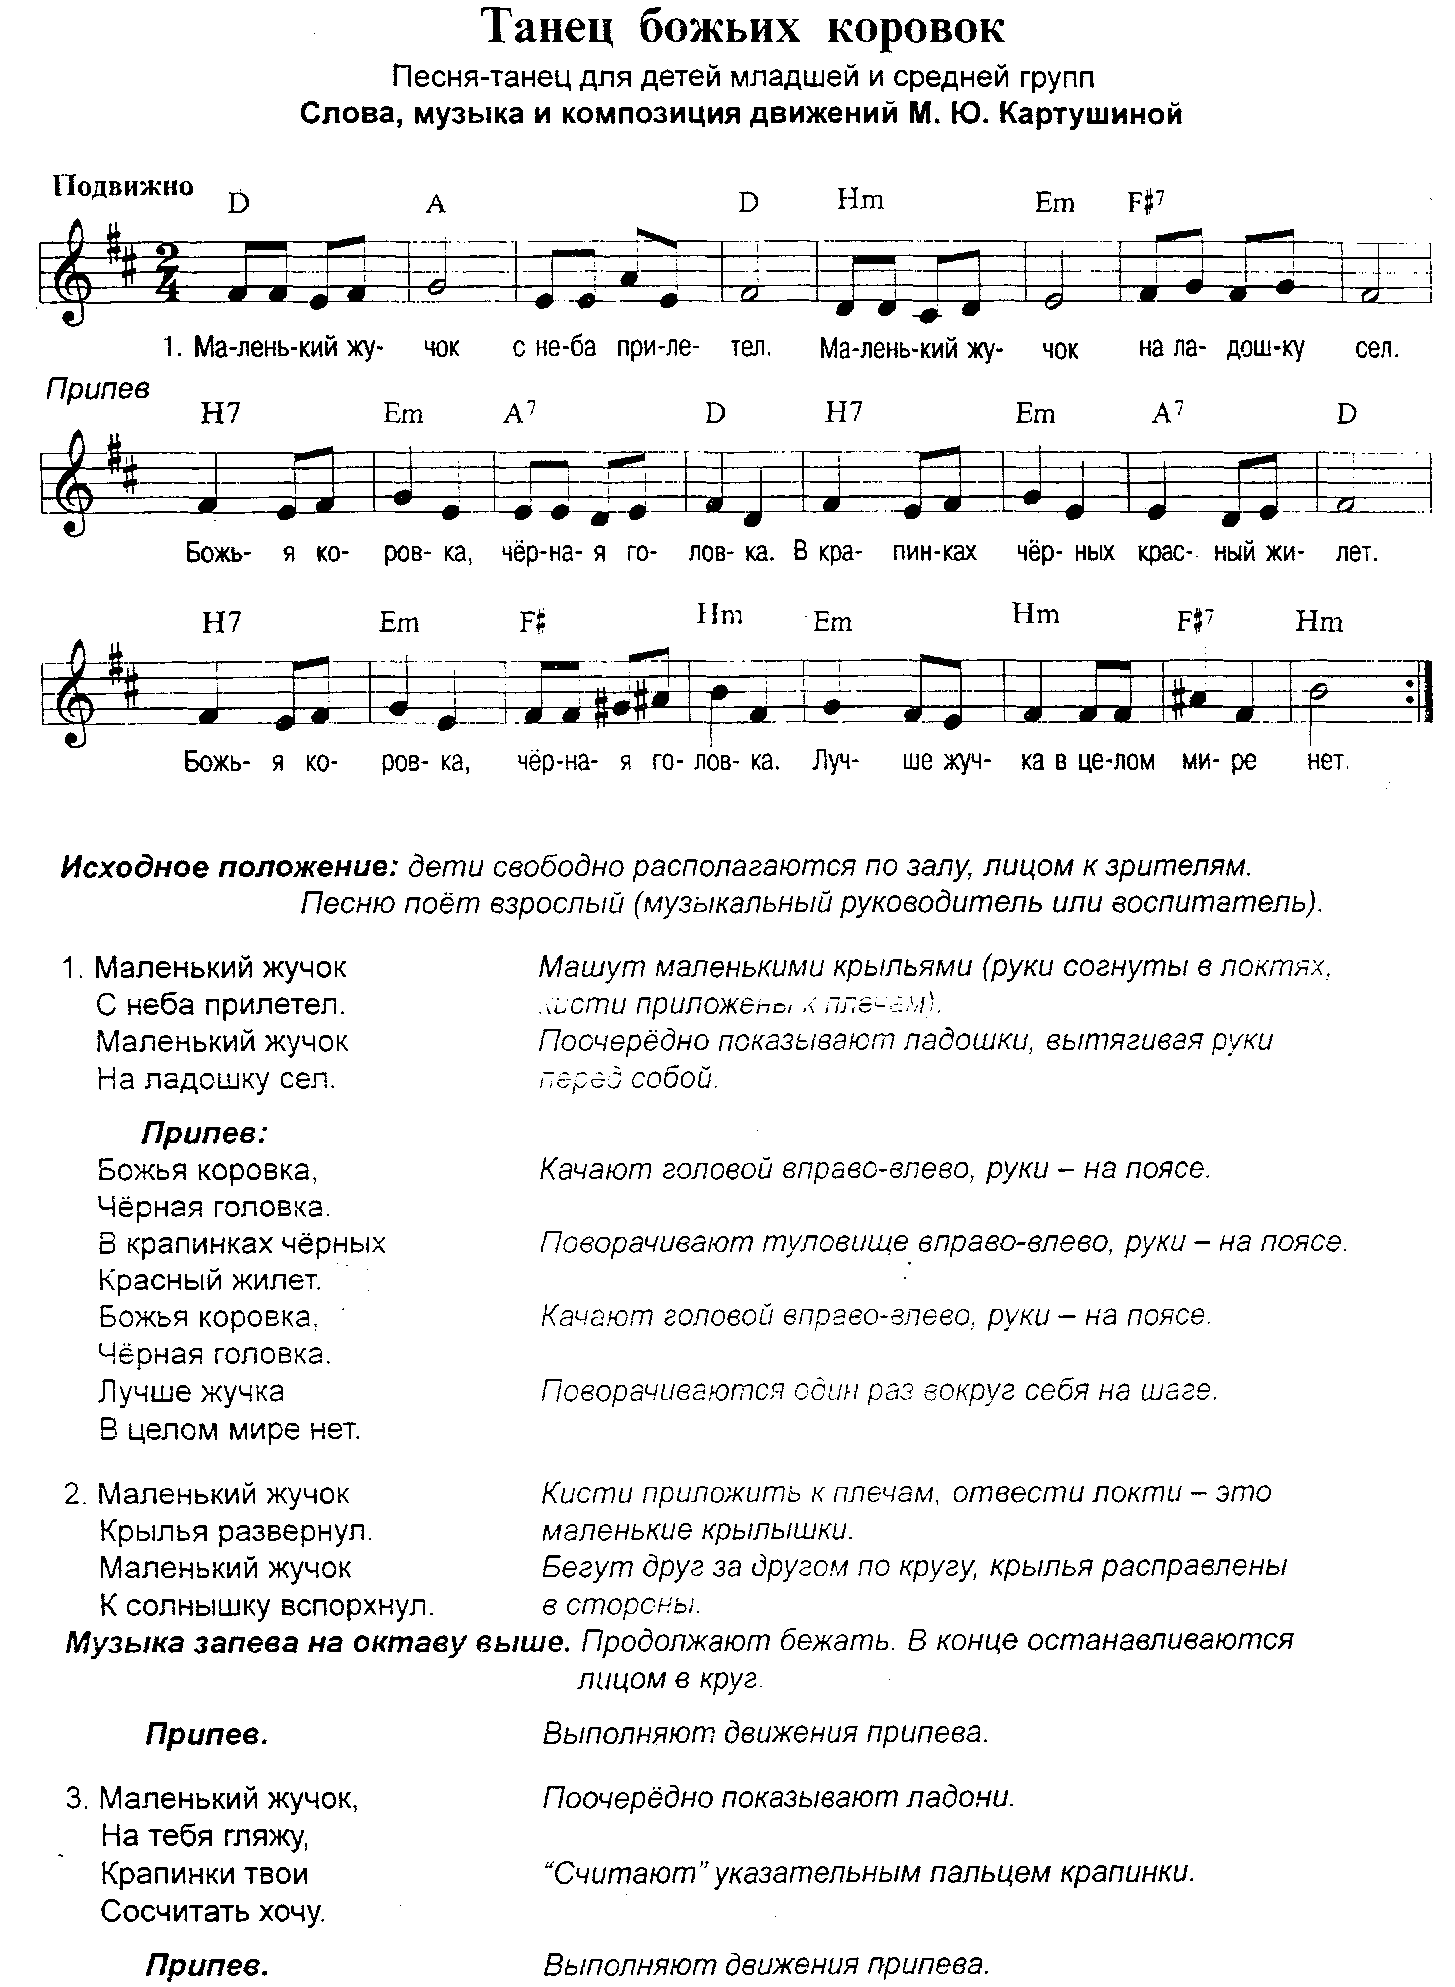 Танец божьих коровок
Песня-танец для детей младшей и средней групп
Слова, музыка и композиция движений М. Ю. Картушиной
Подвижно
D A D Hm Em F#7
2/4
1. Ма-лень-кий жу- чок с не-ба при-ле- тел. Ма-лень-кий жу- чок на ла- дош-ку сел.
Припев
H7 Em A7 D H7 Em A7 D
Божь- я ко- ров- ка, чёр-на- я го- лов- ка. В кра- пин-ках чёр- ных крас- ный жи- лет.
H7 Em F# Hm Em Hm F#7 Hm
Божь- я ко- ров- ка, чёр-на- я го- лов- ка. Луч- ше жуч- ка в це-лом ми- ре нет.
Исходное положение: дети свободно располагаются по залу, лицом к зрителям.
Песню поёт взрослый (музыкальный руководитель или воспитатель).
1. Маленький жучок Машут маленькими крыльями (руки согнуты в локтях,
С неба прилетел. кисти приложены к плечам).
Маленький жучок Поочерёдно показывают ладошки, вытягивая руки
На ладошку сел. перед собой.
Припев:
Божья коровка, Качают головой вправо-влево, руки – на поясе.
Чёрная головка.
В крапинках чёрных Поворачивают туловище вправо-влево, руки – на поясе.
Красный жилет.
Божья коровка, Качают головой вправо-влево, руки – на поясе.
Чёрная головка.
Лучше жучка Поворачиваются один раз вокруг себя на шаге.
В целом мире нет.
2. Маленький жучок Кисти приложить к плечам, отвести локти – это
Крылья развернул. маленькие крылышки.
Маленький жучок Бегут друг за другом по кругу, крылья расправлены
К солнышку вспорхнул. в стороны.
Музыка запева на октаву выше. Продолжают бежать. В конце останавливаются
лицом в круг.
Припев. Выполняют движения припева.
3. Маленький жучок, Поочерёдно показывают ладони.
На тебя гляжу,
Крапинки твои "Считают" указательным пальцем крапинки.
Сосчитать хочу.
Припев. Выполняют движения припева.